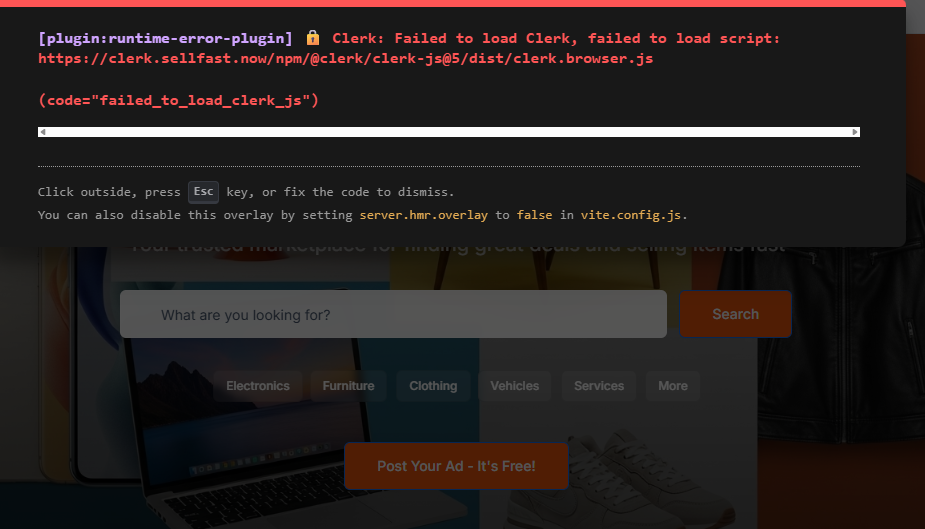 [plugin:runtime-error-plugin] 🔒 Clerk: Failed to load Clerk, failed to load script:
https://clerk.sellfast.now/npm/@clerk/clerk-js@5/dist/clerk.browser.js
(code="failed_to_load_clerk_js")
Click outside, press Esc key, or fix the code to dismiss.
You can also disable this overlay by setting server.hmr.overlay to false in vite.config.js.
Your trusted marketplace for finding great deals and selling items fast
What are you looking for?
Search
Electronics Furniture Clothing Vehicles Services More
Post Your Ad - It's Free!